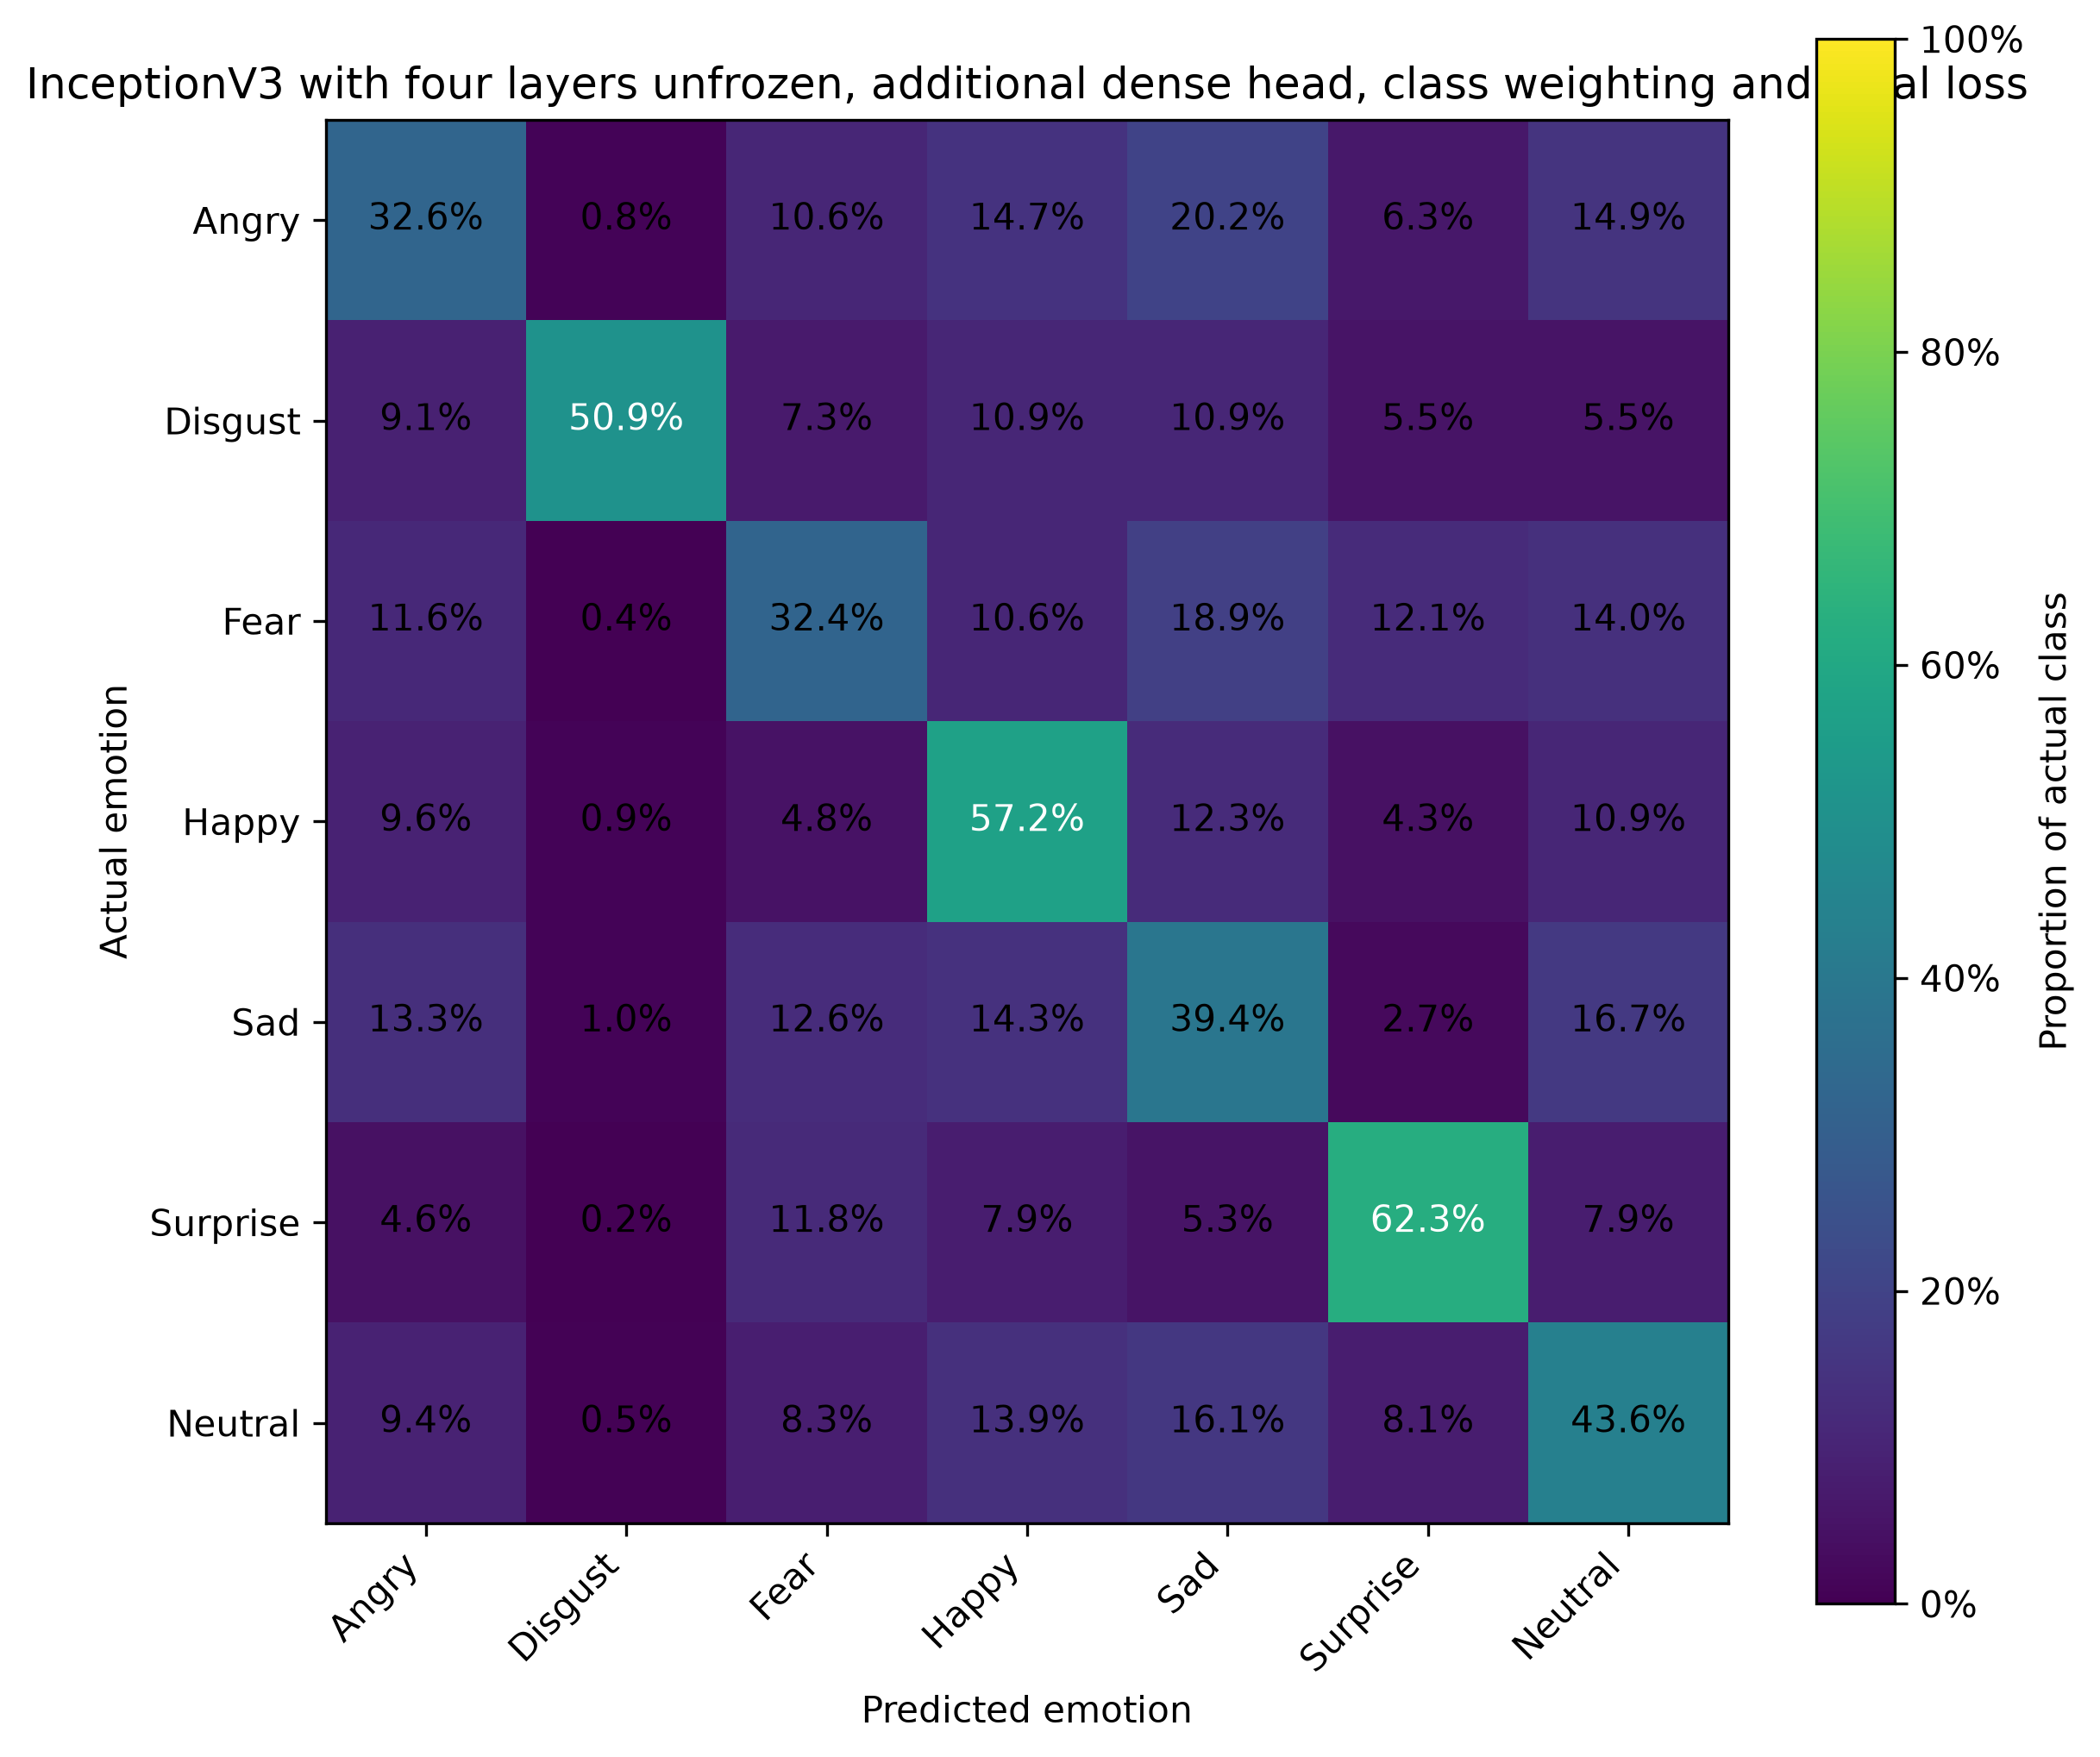 InceptionV3 with four layers unfrozen, additional dense head, class weighting and al loss
100%
80%
60%
40%
20%
0%
Proportion of actual class
Actual emotion
Angry 32.6% 0.8% 10.6% 14.7% 20.2% 6.3% 14.9%
Disgust 9.1% 50.9% 7.3% 10.9% 10.9% 5.5% 5.5%
Fear 11.6% 0.4% 32.4% 10.6% 18.9% 12.1% 14.0%
Happy 9.6% 0.9% 4.8% 57.2% 12.3% 4.3% 10.9%
Sad 13.3% 1.0% 12.6% 14.3% 39.4% 2.7% 16.7%
Surprise 4.6% 0.2% 11.8% 7.9% 5.3% 62.3% 7.9%
Neutral 9.4% 0.5% 8.3% 13.9% 16.1% 8.1% 43.6%
Angry Disgust Fear Happy Sad Surprise Neutral
Predicted emotion